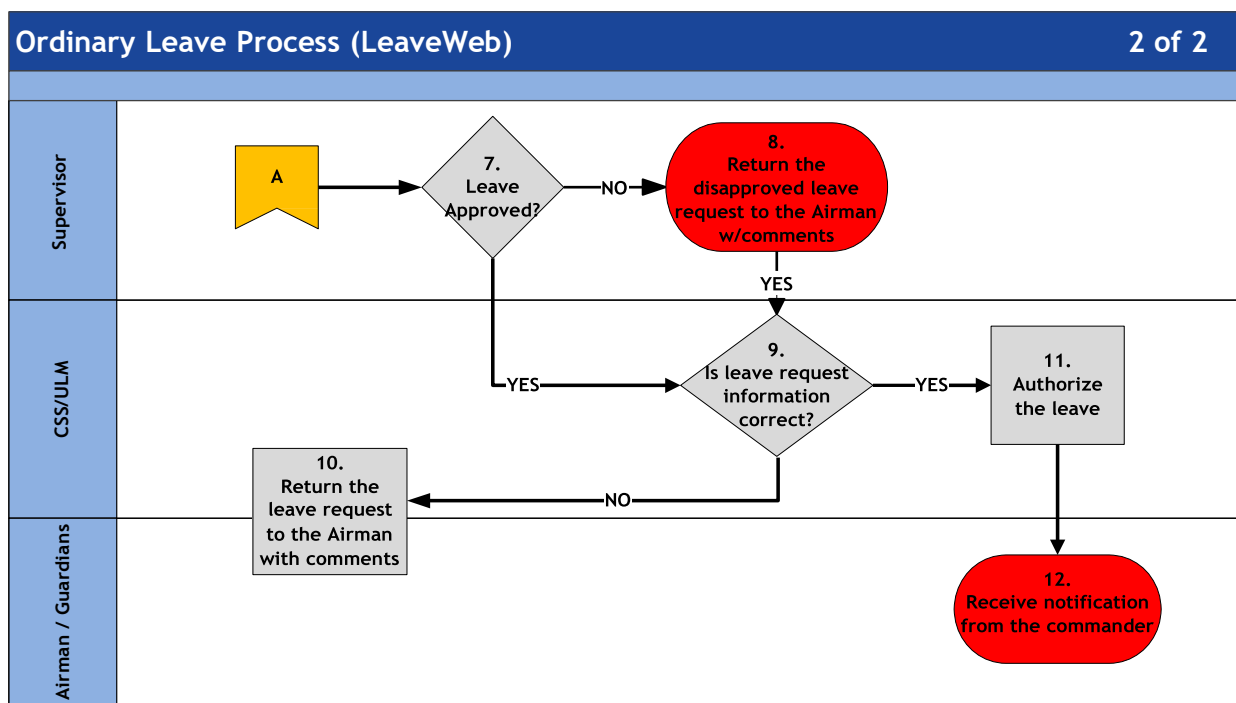 Ordinary Leave Process (LeaveWeb)
2 of 2
Supervisor
A
7.
Leave
Approved?
NO
8.
Return the
disapproved leave
request to the Airman
w/comments
YES
CSS/ULM
YES
9.
Is leave request
information
correct?
YES
11.
Authorize
the leave
NO
10.
Return the
leave request
to the Airman
with comments
Airman / Guardians
12.
Receive notification
from the commander